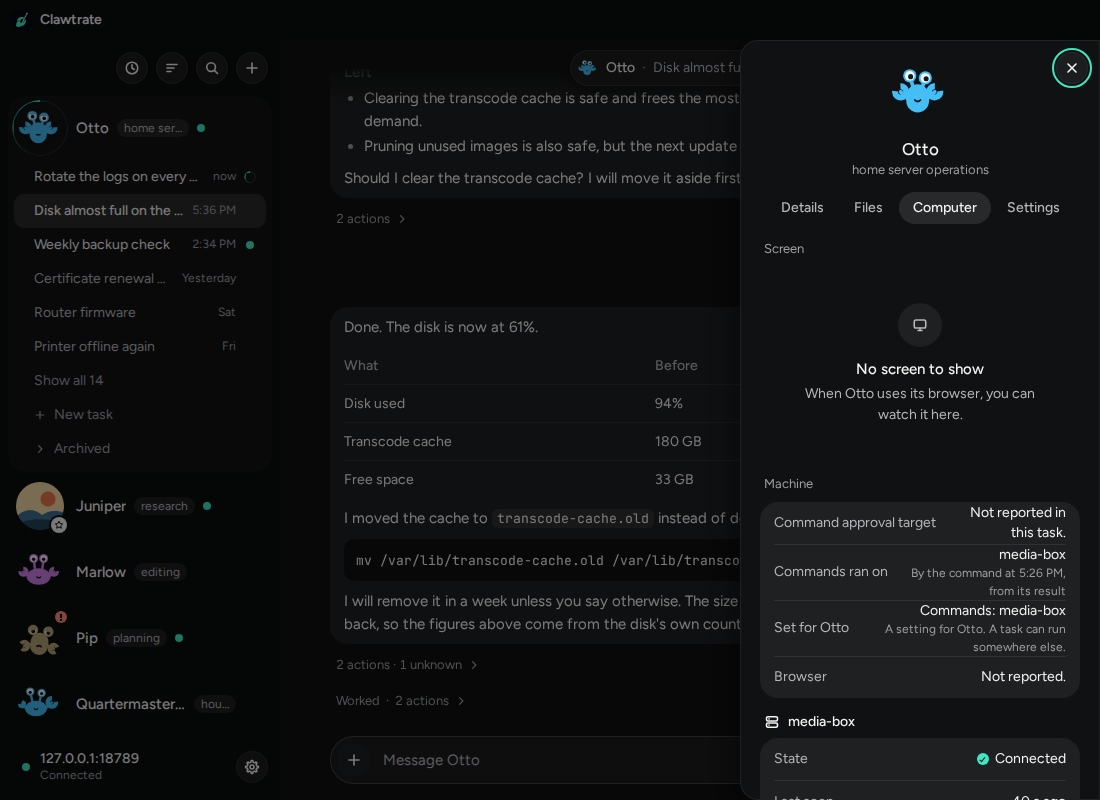 Clawtrate
Otto home ser...
Rotate the logs on every ... now
Disk almost full on the ... 5:36 PM
Weekly backup check 2:34 PM
Certificate renewal ... Yesterday
Router firmware Sat
Printer offline again Fri
Show all 14
+ New task
Archived
Juniper research
Marlow editing
! Pip planning
Quartermaster... hou...
127.0.0.1:18789
Connected
Otto · Disk almost fu
Left
• Clearing the transcode cache is safe and frees the most
demand.
• Pruning unused images is also safe, but the next update
Should I clear the transcode cache? I will move it aside first
2 actions
Done. The disk is now at 61%.
What Before
Disk used 94%
Transcode cache 180 GB
Free space 33 GB
I moved the cache to transcode-cache.old instead of d
mv /var/lib/transcode-cache.old /var/lib/transco
I will remove it in a week unless you say otherwise. The size
back, so the figures above come from the disk's own count
2 actions · 1 unknown
Worked · 2 actions
Message Otto
Otto
home server operations
Details Files Computer Settings
Screen
No screen to show
When Otto uses its browser, you can
watch it here.
Machine
Command approval target Not reported in
this task.
Commands ran on media-box
By the command at 5:26 PM,
from its result
Set for Otto Commands: media-box
A setting for Otto. A task can run
somewhere else.
Browser Not reported.
media-box
State Connected